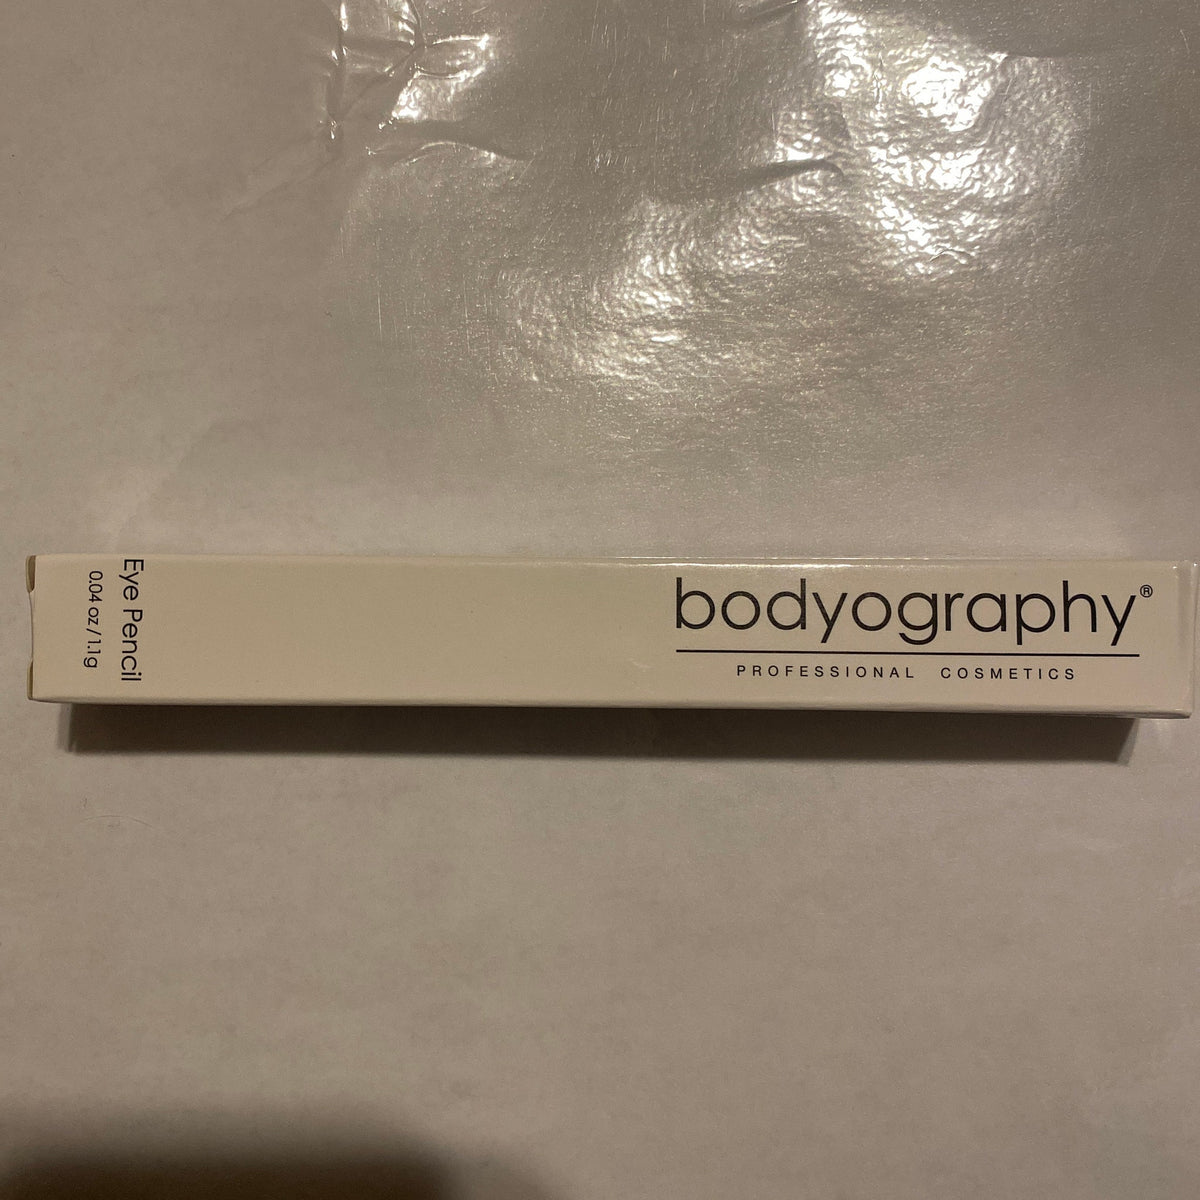 bodyography®
PROFESSIONAL COSMETICS
Eye Pencil
0.04 oz / 1.1g